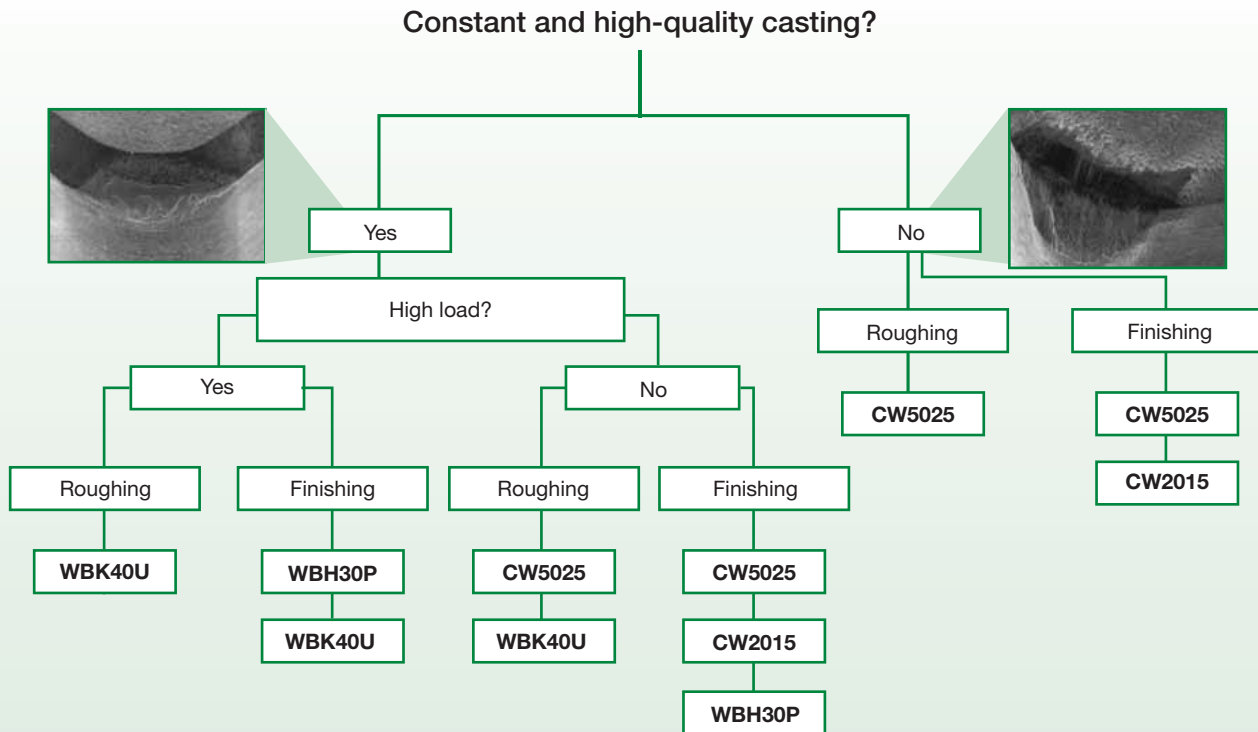 Constant and high-quality casting?
Yes
No
High load?
Roughing
Finishing
Yes
No
CW5025
CW5025
CW2015
Roughing
Finishing
Roughing
Finishing
WBK40U
WBH30P
CW5025
CW5025
WBK40U
WBK40U
CW2015
WBH30P